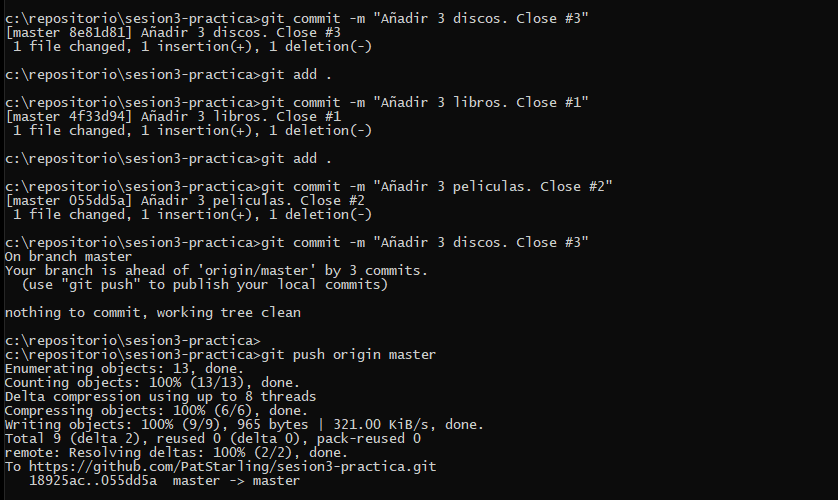 c:\repositorio\sesion3-practica>git commit -m "Añadir 3 discos. Close #3"
[master 8e81d81] Añadir 3 discos. Close #3
 1 file changed, 1 insertion(+), 1 deletion(-)
c:\repositorio\sesion3-practica>git add .
c:\repositorio\sesion3-practica>git commit -m "Añadir 3 libros. Close #1"
[master 4f33d94] Añadir 3 libros. Close #1
 1 file changed, 1 insertion(+), 1 deletion(-)
c:\repositorio\sesion3-practica>git add .
c:\repositorio\sesion3-practica>git commit -m "Añadir 3 peliculas. Close #2"
[master 055dd5a] Añadir 3 peliculas. Close #2
 1 file changed, 1 insertion(+), 1 deletion(-)
c:\repositorio\sesion3-practica>git commit -m "Añadir 3 discos. Close #3"
On branch master
Your branch is ahead of 'origin/master' by 3 commits.
  (use "git push" to publish your local commits)
nothing to commit, working tree clean
c:\repositorio\sesion3-practica>
c:\repositorio\sesion3-practica>git push origin master
Enumerating objects: 13, done.
Counting objects: 100% (13/13), done.
Delta compression using up to 8 threads
Compressing objects: 100% (6/6), done.
Writing objects: 100% (9/9), 965 bytes | 321.00 KiB/s, done.
Total 9 (delta 2), reused 0 (delta 0), pack-reused 0
remote: Resolving deltas: 100% (2/2), done.
To https://github.com/PatStarling/sesion3-practica.git
   18925ac..055dd5a  master -> master